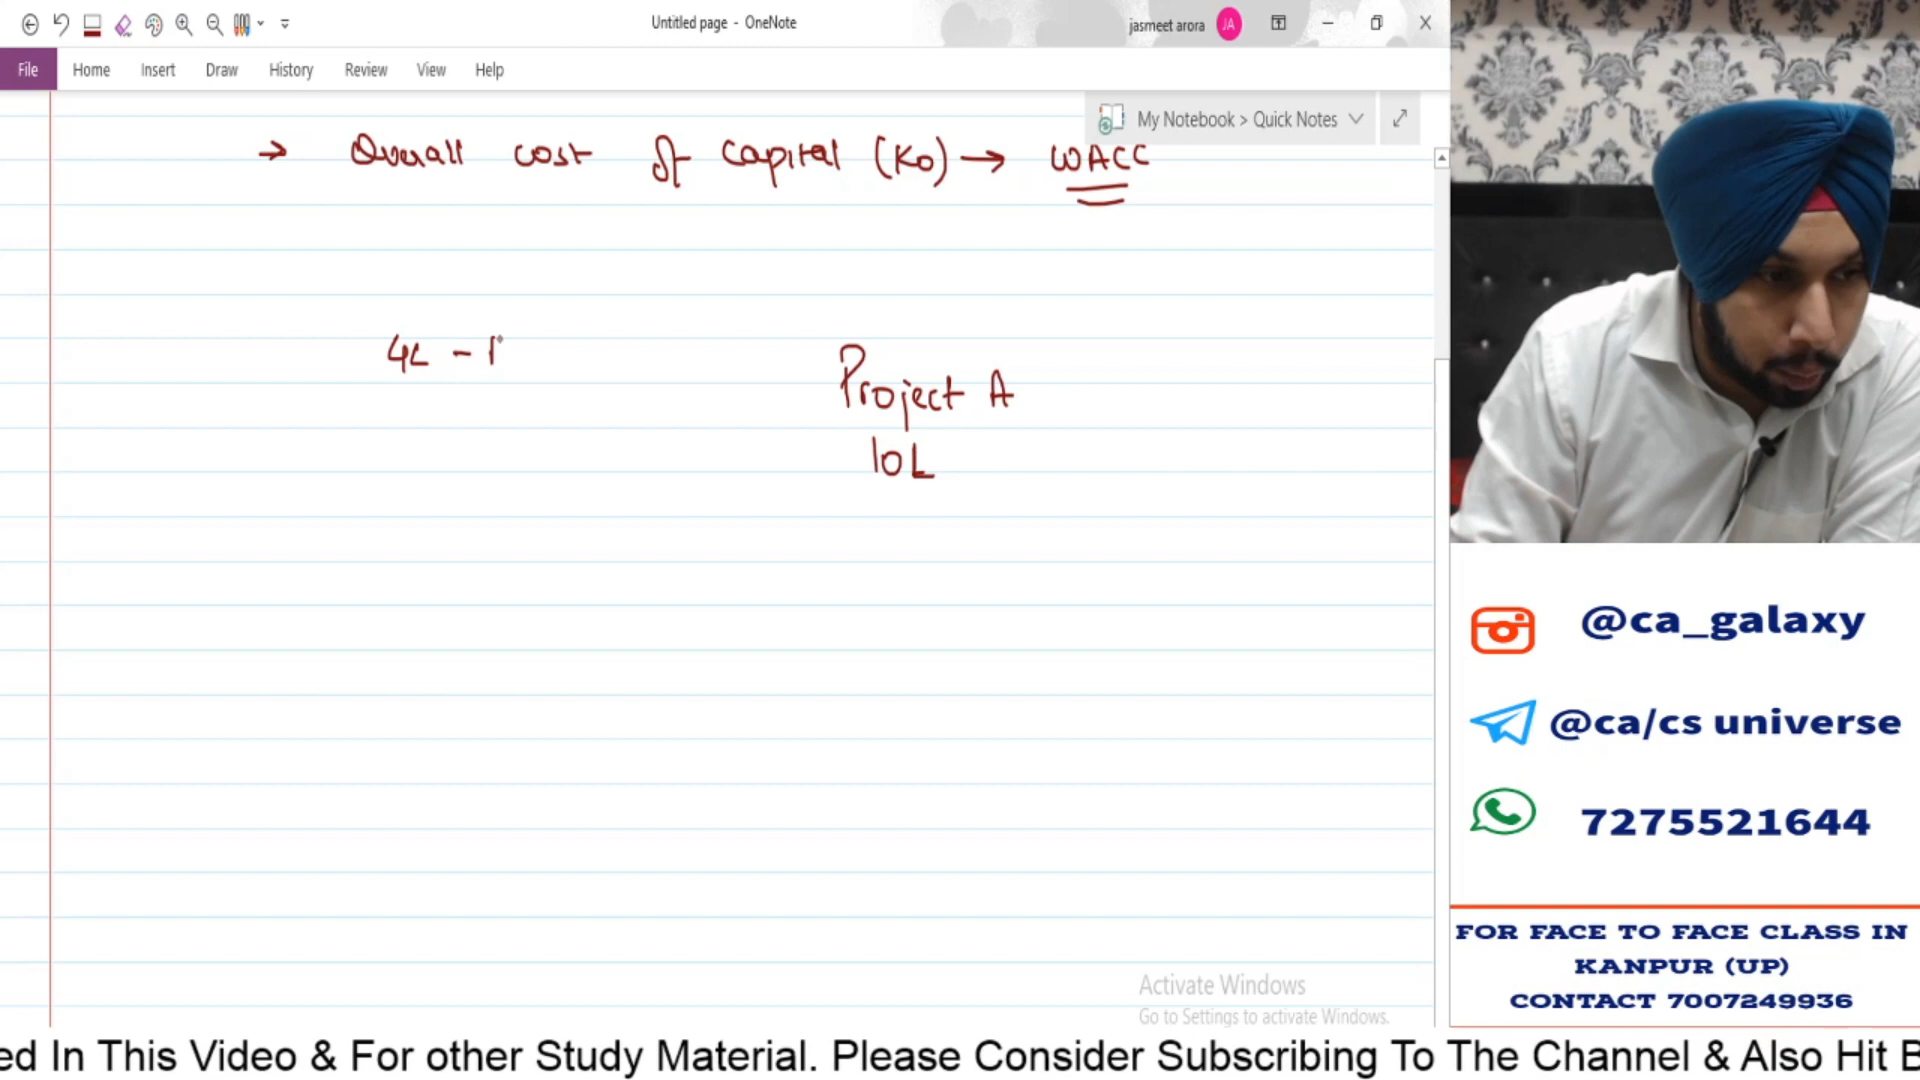 Untitled page - OneNote
jasmeet arora
JA
File Home Insert Draw History Review View Help
My Notebook > Quick Notes
→ Overall cost of capital (Ko) → WACC
4L -
Project A
10L
@ca_galaxy
@ca/cs universe
7275521644
FOR FACE TO FACE CLASS IN
KANPUR (UP)
CONTACT 7007249936
Activate Windows
Go to Settings to activate Windows.
ed In This Video & For other Study Material. Please Consider Subscribing To The Channel & Also Hit B